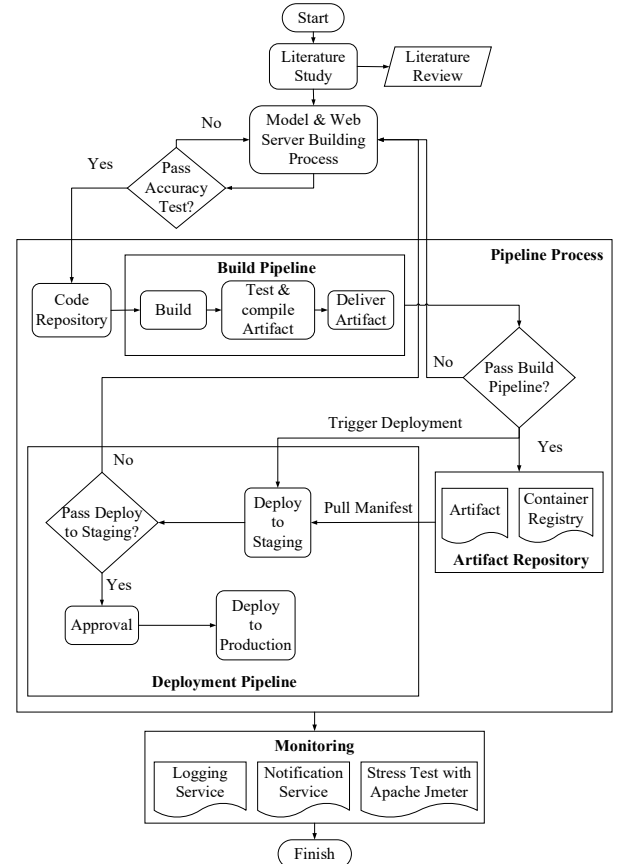 Start
Literature
Study
Literature
Review
Model & Web
Server Building
Process
No
Yes
Pass
Accuracy
Test?
Pipeline Process
Build Pipeline
Code
Repository
Build
Test &
compile
Artifact
Deliver
Artifact
No
Pass Build
Pipeline?
Trigger Deployment
Yes
No
Pass Deploy
to Staging?
Deploy
to
Staging
Pull Manifest
Artifact
Container
Registry
Artifact Repository
Yes
Approval
Deploy
to
Production
Deployment Pipeline
Monitoring
Logging
Service
Notification
Service
Stress Test with
Apache Jmeter
Finish